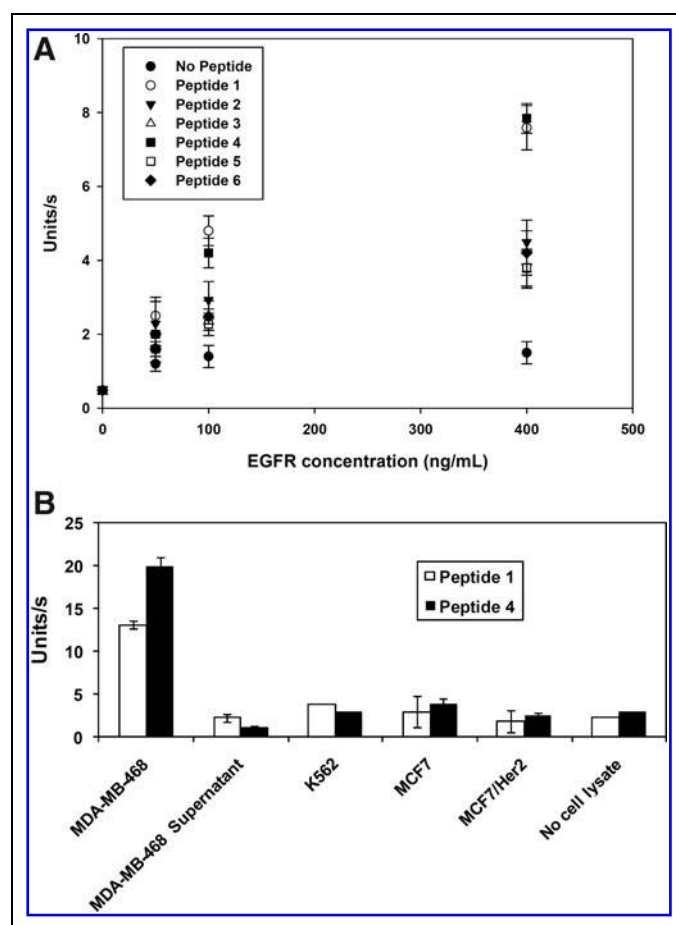 A
10
8
6
4
2
0
Units/s
No Peptide
Peptide 1
Peptide 2
Peptide 3
Peptide 4
Peptide 5
Peptide 6
0 100 200 300 400 500
EGFR concentration (ng/mL)
B
25
20
15
10
5
0
Units/s
Peptide 1
Peptide 4
MDA-MB-468
MDA-MB-468 Supernatant
K562
MCF7
MCF7/Her2
No cell lysate